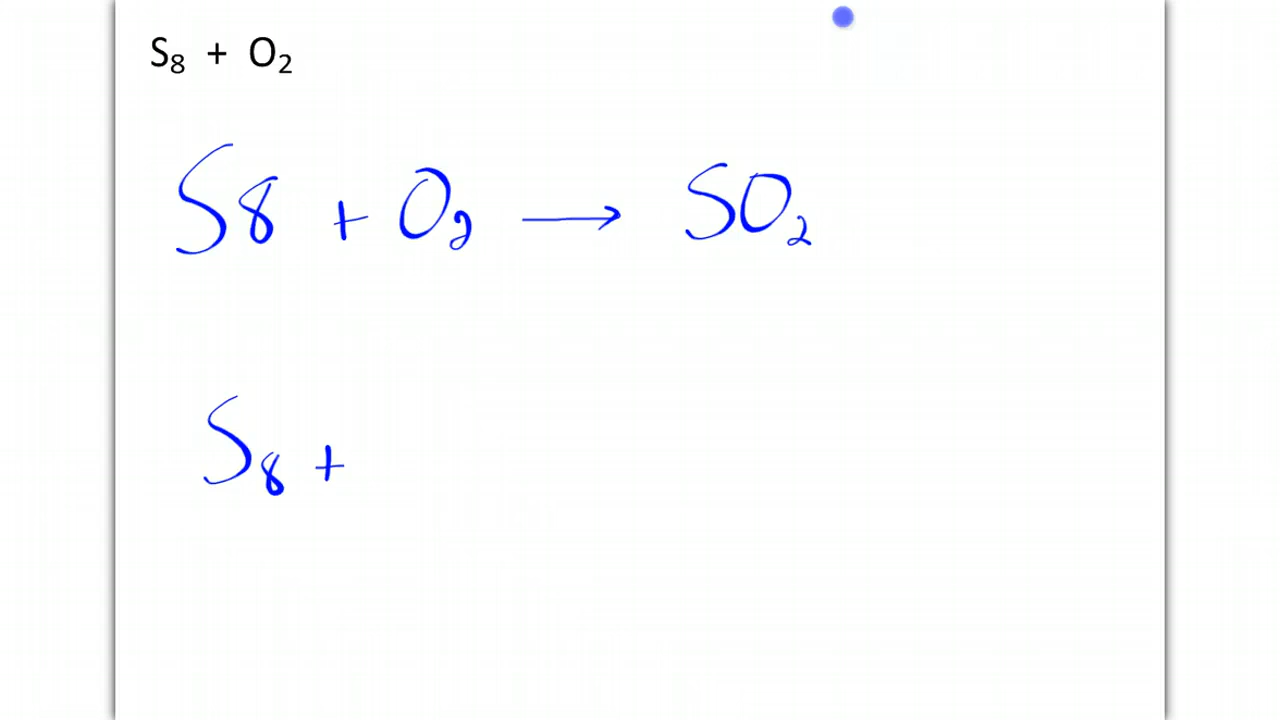 S₈ + O₂
S8 + O₂ → SO₂
S₈ +